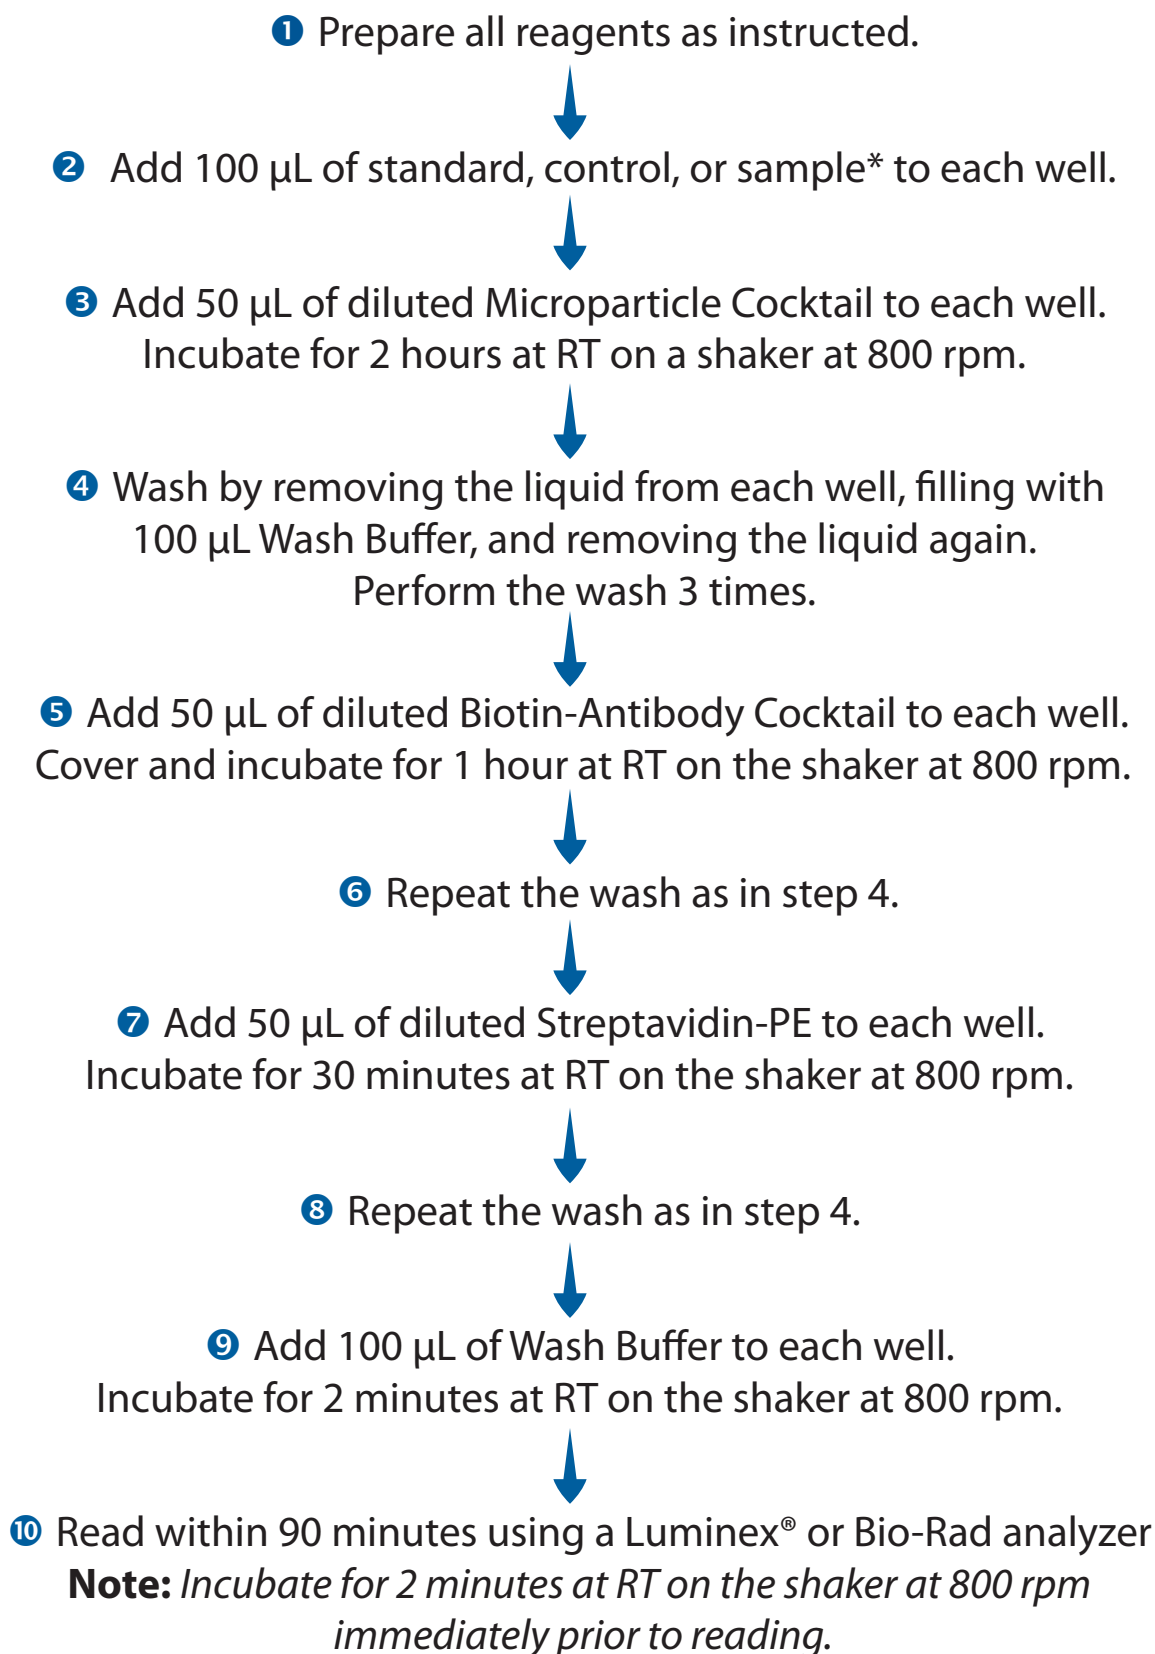 ❶ Prepare all reagents as instructed.
❷ Add 100 µL of standard, control, or sample* to each well.
❸ Add 50 µL of diluted Microparticle Cocktail to each well.
Incubate for 2 hours at RT on a shaker at 800 rpm.
❹ Wash by removing the liquid from each well, filling with
100 µL Wash Buffer, and removing the liquid again.
Perform the wash 3 times.
❺ Add 50 µL of diluted Biotin-Antibody Cocktail to each well.
Cover and incubate for 1 hour at RT on the shaker at 800 rpm.
❻ Repeat the wash as in step 4.
❼ Add 50 µL of diluted Streptavidin-PE to each well.
Incubate for 30 minutes at RT on the shaker at 800 rpm.
❽ Repeat the wash as in step 4.
❾ Add 100 µL of Wash Buffer to each well.
Incubate for 2 minutes at RT on the shaker at 800 rpm.
❿ Read within 90 minutes using a Luminex® or Bio-Rad analyzer
Note: Incubate for 2 minutes at RT on the shaker at 800 rpm
immediately prior to reading.